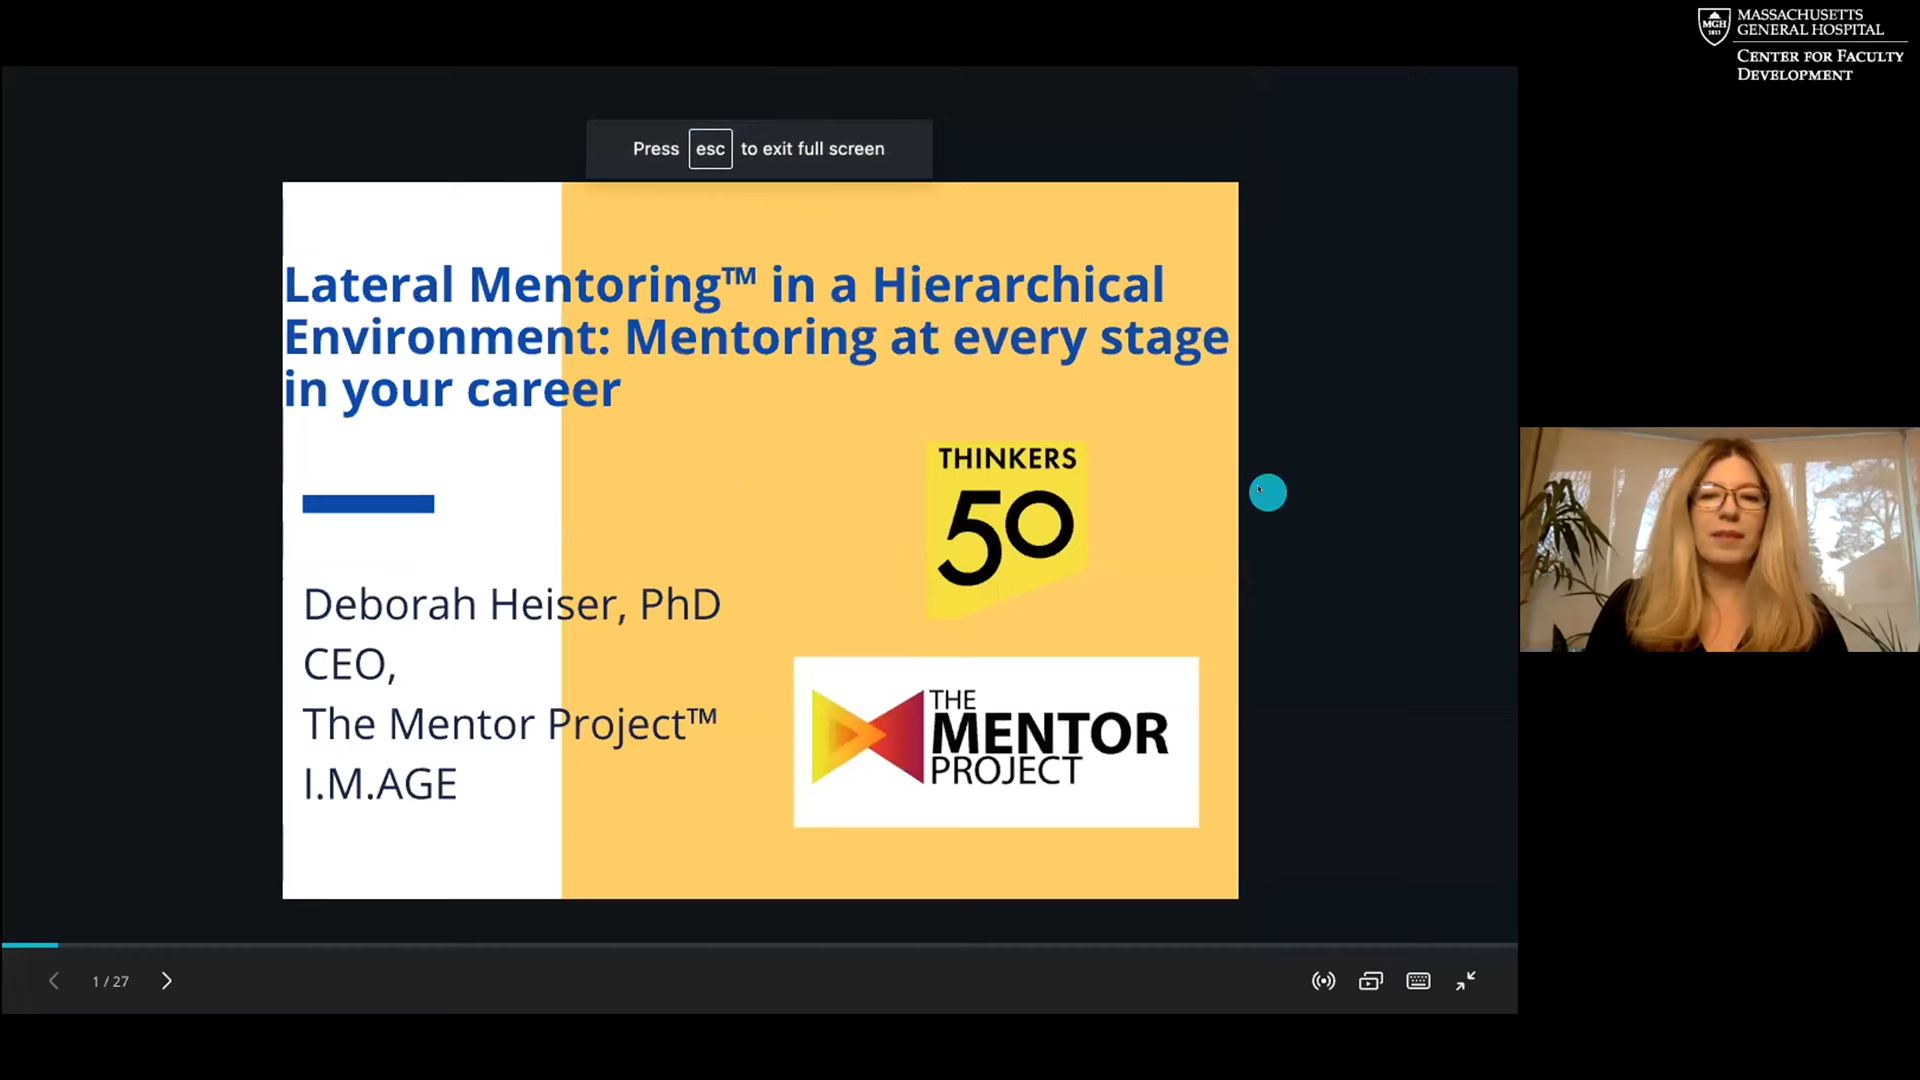 MASSACHUSETTS
GENERAL HOSPITAL
MGH
1811
CENTER FOR FACULTY
DEVELOPMENT
Press esc to exit full screen
Lateral Mentoring™ in a Hierarchical
Environment: Mentoring at every stage
in your career
THINKERS
50
Deborah Heiser, PhD
CEO,
The Mentor Project™
I.M.AGE
THE
MENTOR
PROJECT
1 / 27